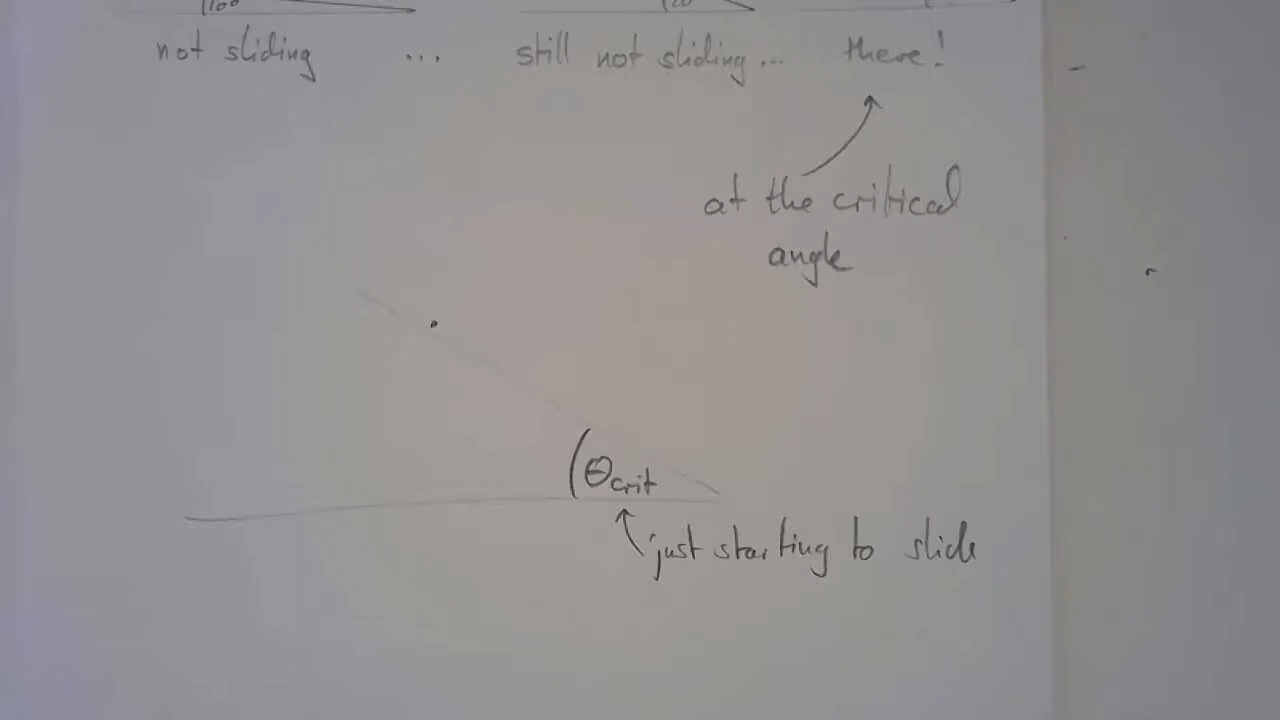 not sliding ... still not sliding... there!
at the critical
angle
θcrit
just starting to slide